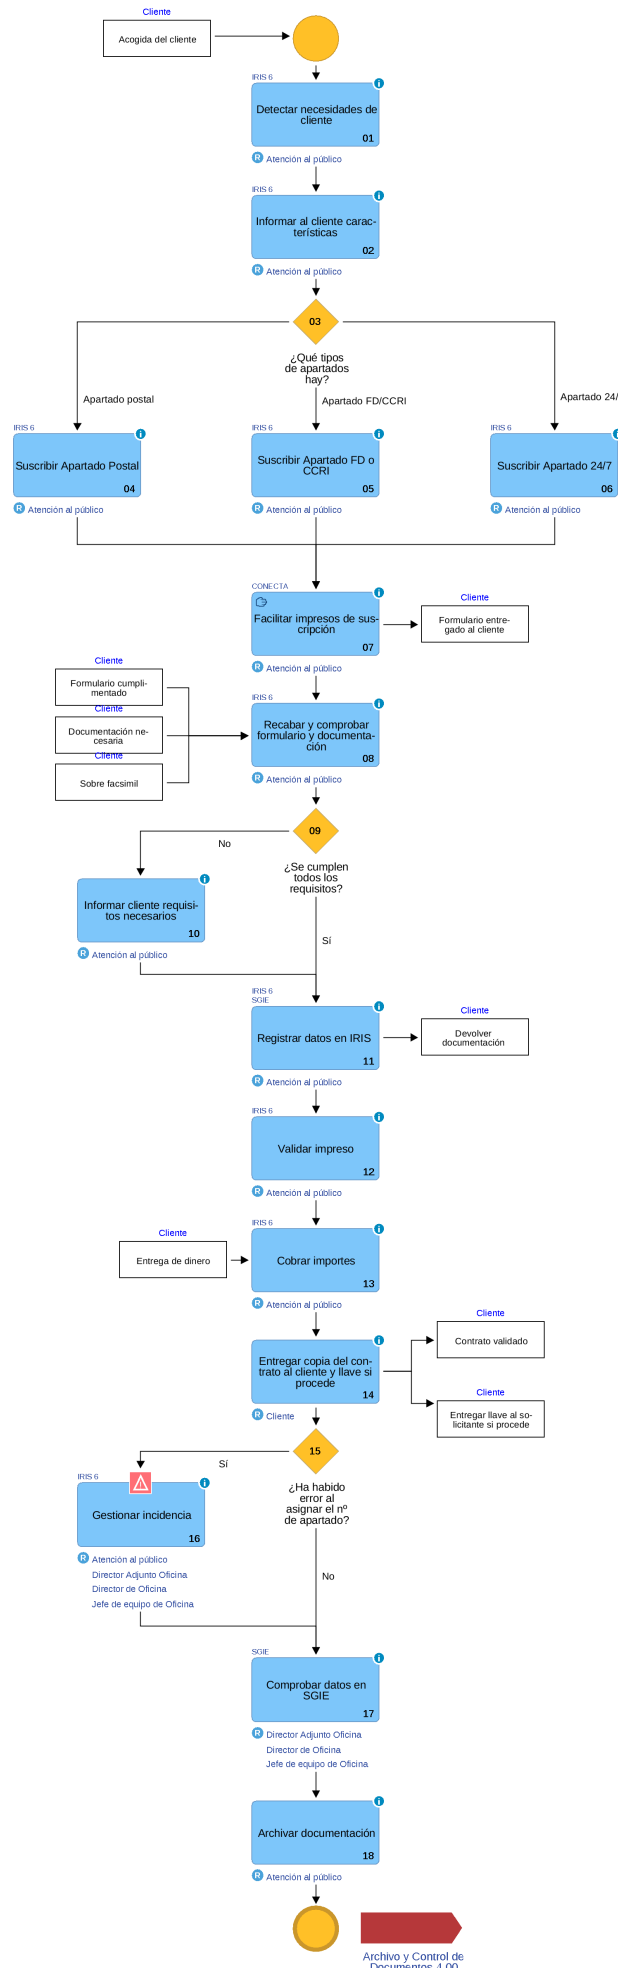 Cliente
Acogida del cliente
IRIS 6
i
Detectar necesidades de
cliente
01
R Atención al público
IRIS 6
i
Informar al cliente carac-
terísticas
02
R Atención al público
03
¿Qué tipos
de apartados
hay?
Apartado postal
Apartado FD/CCRI
Apartado 24/
IRIS 6
i
Suscribir Apartado Postal
04
R Atención al público
IRIS 6
i
Suscribir Apartado FD o
CCRI
05
R Atención al público
IRIS 6
i
Suscribir Apartado 24/7
06
R Atención al público
CONECTA
i
Facilitar impresos de sus-
cripción
07
R Atención al público
Cliente
Formulario entre-
gado al cliente
Cliente
Formulario cumpli-
mentado
Cliente
Documentación ne-
cesaria
Cliente
Sobre facsimil
IRIS 6
i
Recabar y comprobar
formulario y documenta-
ción
08
R Atención al público
09
¿Se cumplen
todos los
requisitos?
No
Sí
i
Informar cliente requisi-
tos necesarios
10
R Atención al público
IRIS 6
SGIE
i
Registrar datos en IRIS
11
R Atención al público
Cliente
Devolver
documentación
IRIS 6
i
Validar impreso
12
R Atención al público
Cliente
Entrega de dinero
IRIS 6
i
Cobrar importes
13
R Atención al público
i
Entregar copia del con-
trato al cliente y llave si
procede
14
R Cliente
Cliente
Contrato validado
Cliente
Entregar llave al so-
licitante si procede
15
¿Ha habido
error al
asignar el nº
de apartado?
Sí
No
IRIS 6
i
Gestionar incidencia
16
R Atención al público
Director Adjunto Oficina
Director de Oficina
Jefe de equipo de Oficina
SGIE
i
Comprobar datos en
SGIE
17
R Director Adjunto Oficina
Director de Oficina
Jefe de equipo de Oficina
i
Archivar documentación
18
R Atención al público
Archivo y Control de
Documentos 4.00